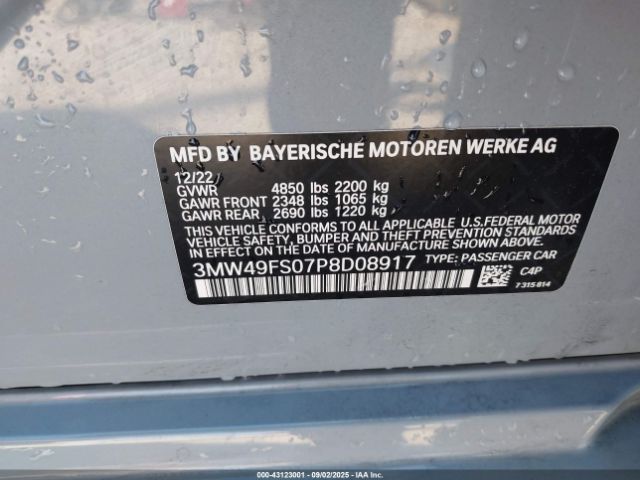 MFD BY BAYERISCHE MOTOREN WERKE AG
12/22
GVWR 4850 lbs 2200 kg
GAWR FRONT 2348 lbs 1065 kg
GAWR REAR 2690 lbs 1220 kg
THIS VEHICLE CONFORMS TO ALL APPLICABLE U.S.FEDERAL MOTOR
VEHICLE SAFETY, BUMPER, AND THEFT PREVENTION STANDARDS
IN EFFECT ON THE DATE OF MANUFACTURE SHOWN ABOVE.
3MW49FS07P8D08917 TYPE: PASSENGER CAR
C4P
7 315 814
000-43123001 - 09/02/2025 - IAAI Inc.